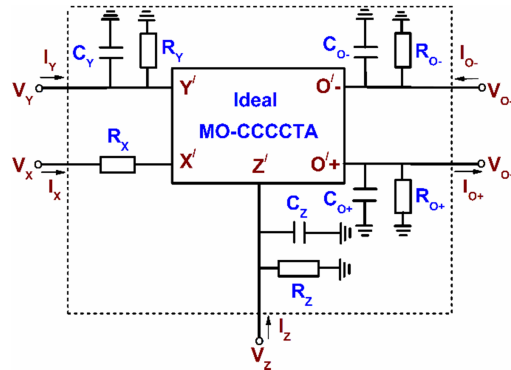 C_Y R_Y C_O- R_O-
I_Y I_O-
V_Y Y/ Ideal O/- V_O-
MO-CCCCTA
V_X R_X X/ Z/ O/+ V_O+
I_X C_O+ R_O+ I_O+
C_Z
R_Z
I_Z
V_Z